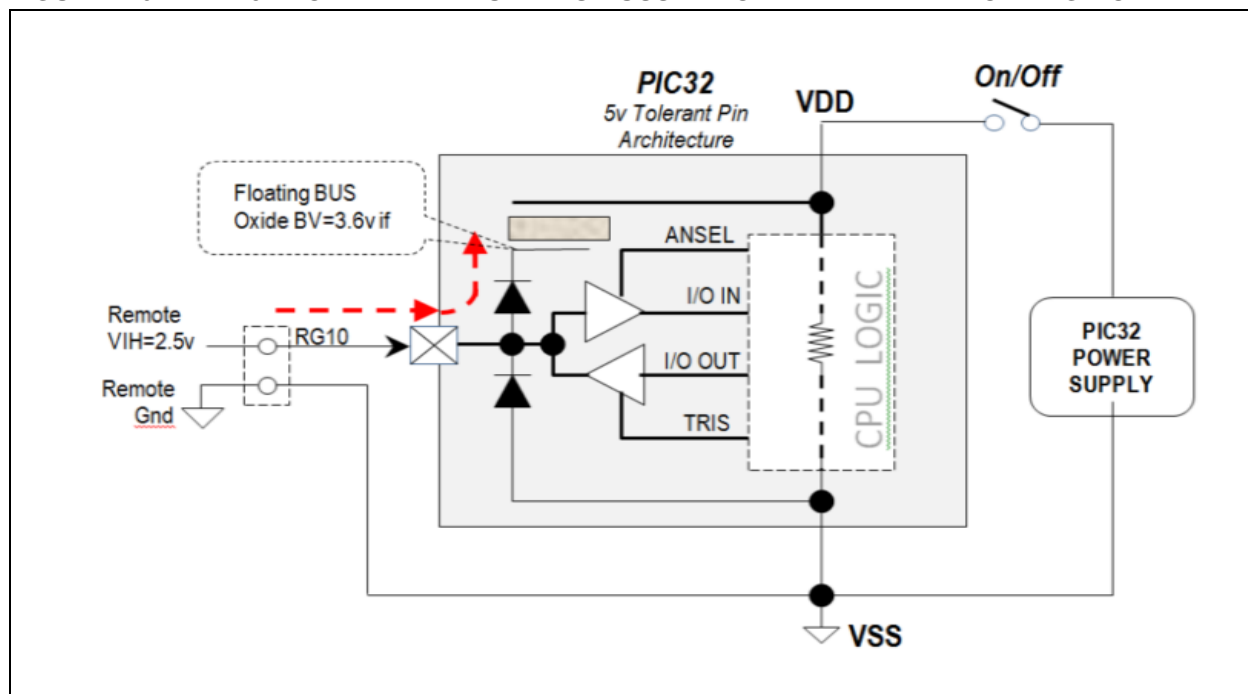 PIC32
5v Tolerant Pin
Architecture
VDD
On/Off
Floating BUS
Oxide BV=3.6v if
ANSEL
I/O IN
Remote
VIH=2.5v
RG10
I/O OUT
Remote
Gnd
TRIS
CPU LOGIC
PIC32
POWER
SUPPLY
VSS